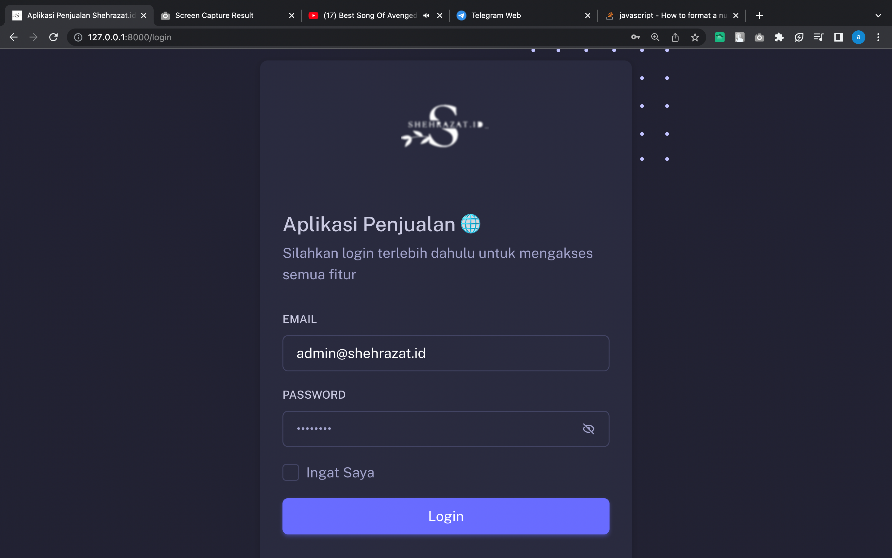 Aplikasi Penjualan Shehrazat.id
Screen Capture Result
(17) Best Song Of Avenged
Telegram Web
javascript - How to format a nu
127.0.0.1:8000/login
a
SHEHRAZAT.ID
Aplikasi Penjualan
Silahkan login terlebih dahulu untuk mengakses
semua fitur
EMAIL
admin@shehrazat.id
PASSWORD
••••••••
Ingat Saya
Login